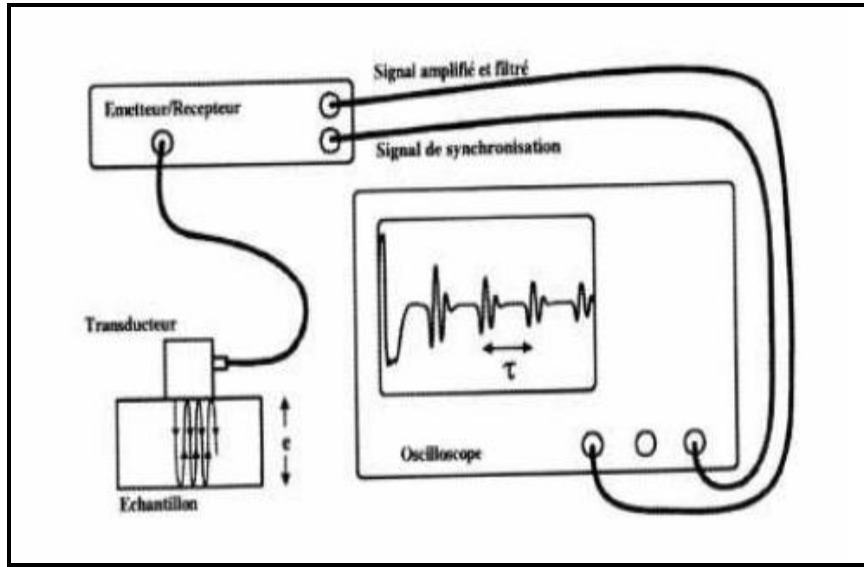 Signal amplifié et filtré
Emetteur/Recepteur
Signal de synchronisation
Transducteur
τ
e
Oscilloscope
Echantillon